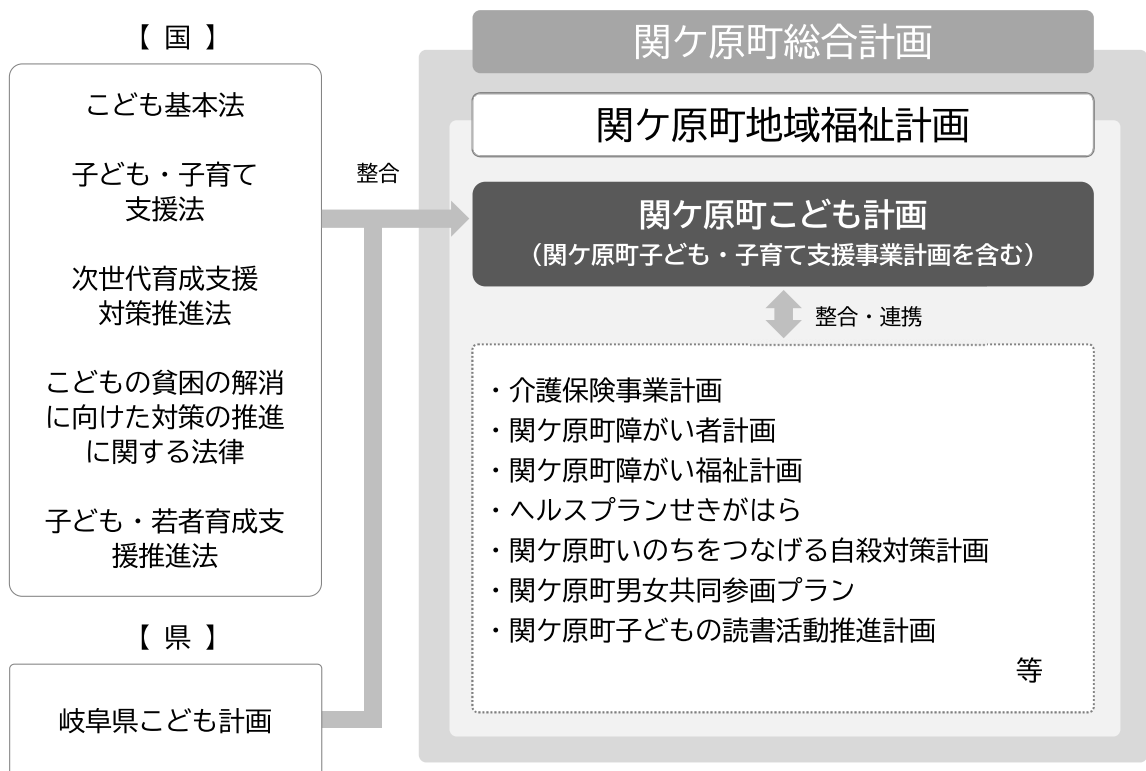 【 国 】
こども基本法
子ども・子育て
支援法
次世代育成支援
対策推進法
こどもの貧困の解消
に向けた対策の推進
に関する法律
子ども・若者育成支
援推進法
【 県 】
岐阜県こども計画
整合
関ケ原町総合計画
関ケ原町地域福祉計画
関ケ原町こども計画
（関ケ原町子ども・子育て支援事業計画を含む）
整合・連携
・介護保険事業計画
・関ケ原町障がい者計画
・関ケ原町障がい福祉計画
・ヘルスプランせきがはら
・関ケ原町いのちをつなげる自殺対策計画
・関ケ原町男女共同参画プラン
・関ケ原町子どもの読書活動推進計画
等